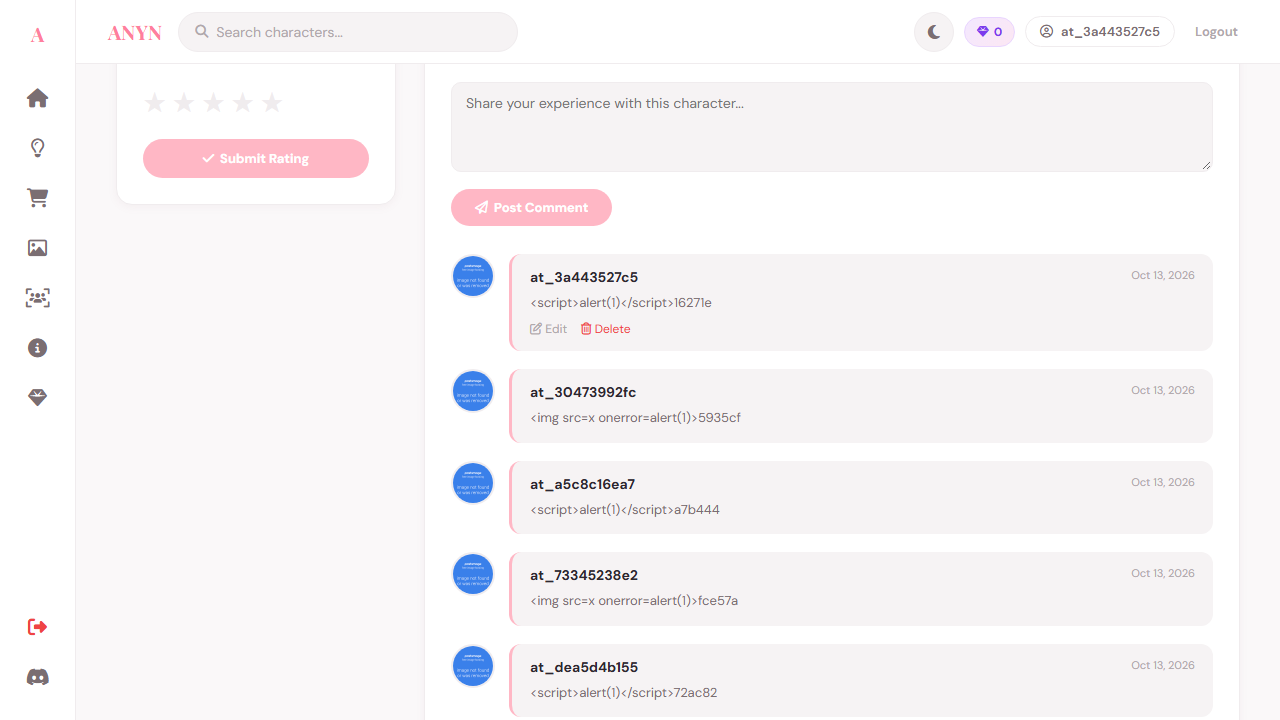 A
ANYN
Search characters...
0
at_3a443527c5
Logout
Submit Rating
Share your experience with this character...
Post Comment
at_3a443527c5
Oct 13, 2026
<script>alert(1)</script>16271e
Edit
Delete
at_30473992fc
Oct 13, 2026
<img src=x onerror=alert(1)>5935cf
at_a5c8c16ea7
Oct 13, 2026
<script>alert(1)</script>a7b444
at_73345238e2
Oct 13, 2026
<img src=x onerror=alert(1)>fce57a
at_dea5d4b155
Oct 13, 2026
<script>alert(1)</script>72ac82